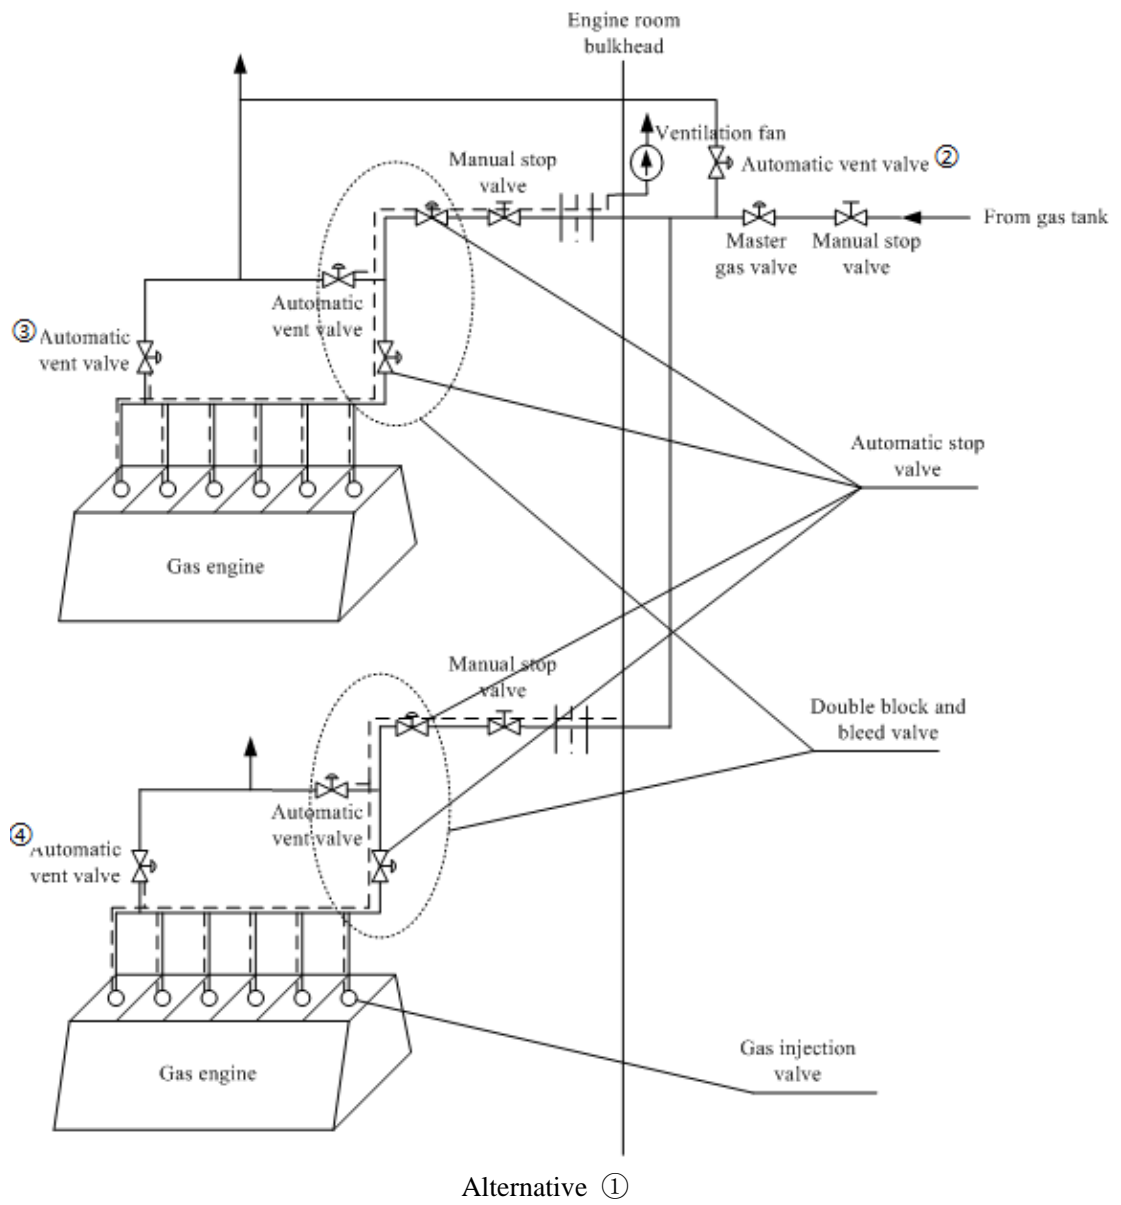 Engine room
bulkhead
Ventilation fan
Manual stop
valve
Automatic vent valve ②
From gas tank
Master
gas valve
Manual stop
valve
Automatic
vent valve
③ Automatic
vent valve
Automatic stop
valve
Gas engine
Manual stop
valve
Double block and
bleed valve
Automatic
vent valve
④
Automatic
vent valve
Gas injection
valve
Gas engine
Alternative ①